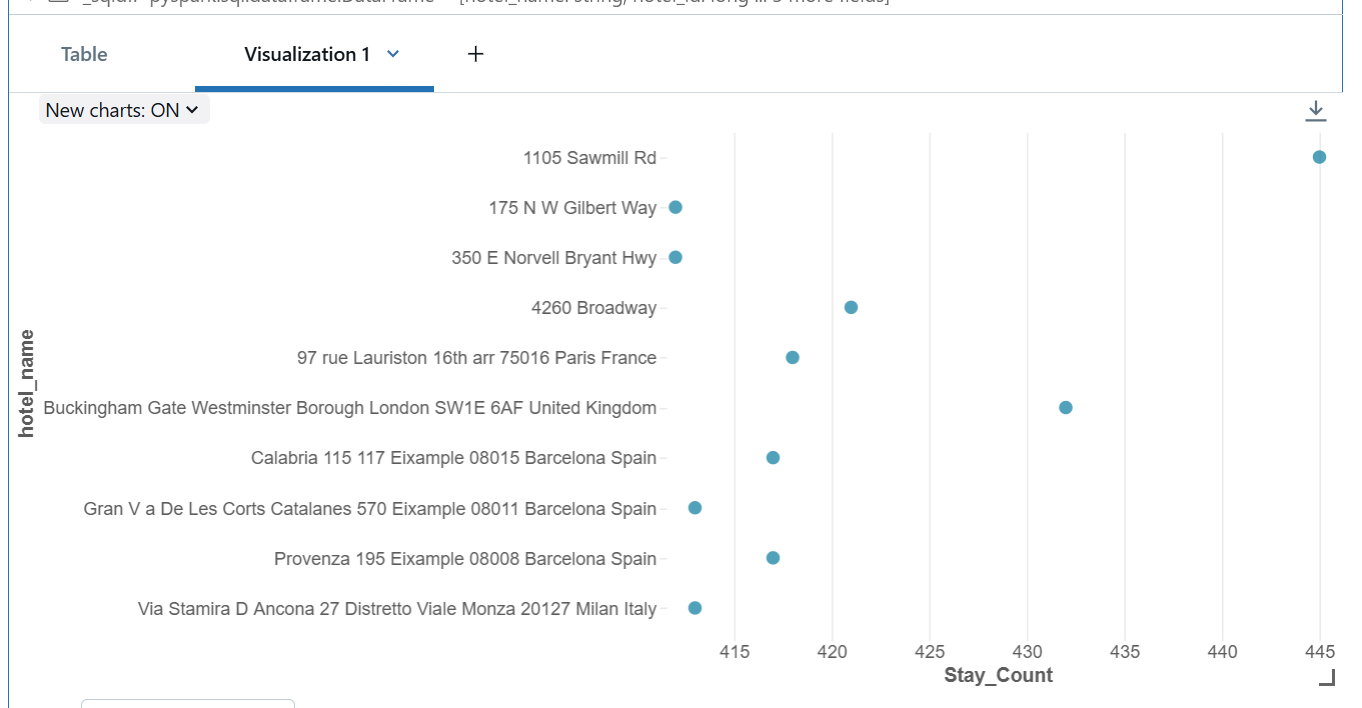 Table
Visualization 1
+
New charts: ON
1105 Sawmill Rd
175 N W Gilbert Way
350 E Norvell Bryant Hwy
4260 Broadway
97 rue Lauriston 16th arr 75016 Paris France
Buckingham Gate Westminster Borough London SW1E 6AF United Kingdom
Calabria 115 117 Eixample 08015 Barcelona Spain
Gran V a De Les Corts Catalanes 570 Eixample 08011 Barcelona Spain
Provenza 195 Eixample 08008 Barcelona Spain
Via Stamira D Ancona 27 Distretto Viale Monza 20127 Milan Italy
hotel_name
415 420 425 430 435 440 445
Stay_Count